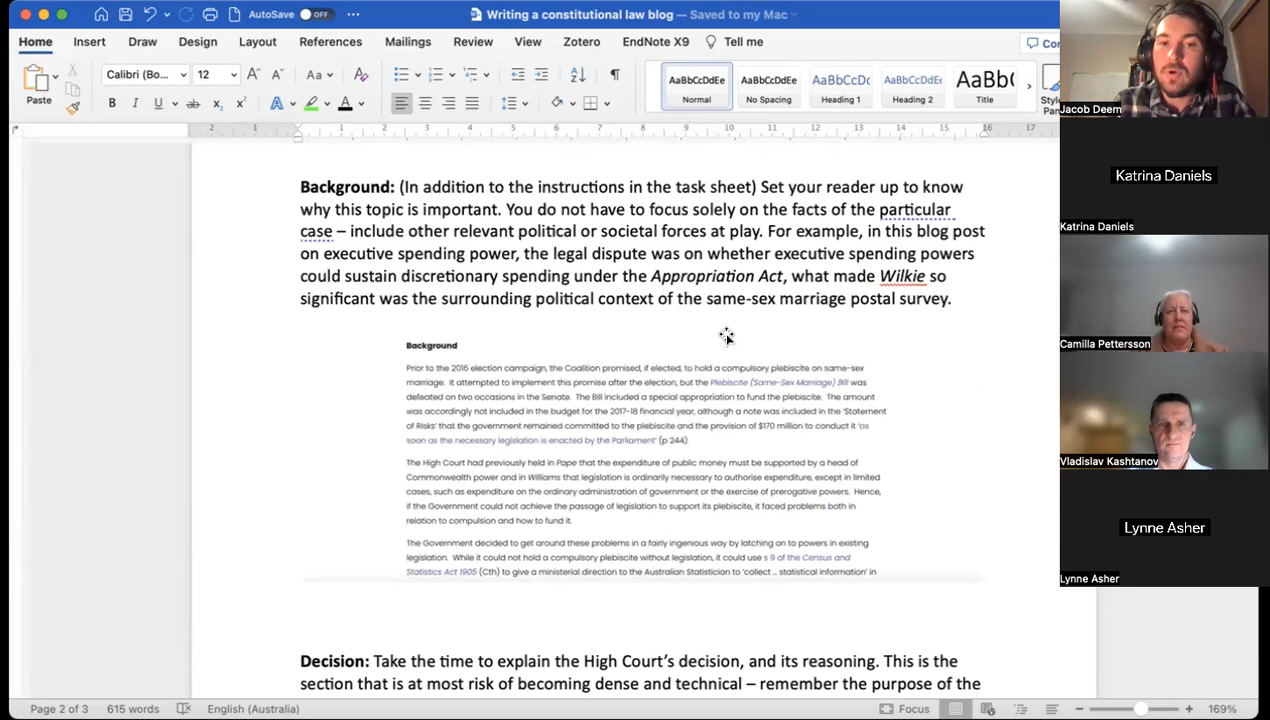 AutoSave OFF
Writing a constitutional law blog — Saved to my Mac
Home Insert Draw Design Layout References Mailings Review View Zotero EndNote X9 Tell me
Paste
Calibri (Bo... 12
AaBbCcDdEe AaBbCcDdEe AaBbCcDc AaBbCcDdEe AaBb(
Normal No Spacing Heading 1 Heading 2 Title
2 1 1 2 3 4 5 6 7 8 9 10 11 12 13 14 15 16 17
Background: (In addition to the instructions in the task sheet) Set your reader up to know
why this topic is important. You do not have to focus solely on the facts of the particular
case – include other relevant political or societal forces at play. For example, in this blog post
on executive spending power, the legal dispute was on whether executive spending powers
could sustain discretionary spending under the Appropriation Act, what made Wilkie so
significant was the surrounding political context of the same-sex marriage postal survey.
Background
Prior to the 2016 election campaign, the Coalition promised, if elected, to hold a compulsory plebiscite on same-sex
marriage. It attempted to implement this promise after the election, but the Plebiscite (Same-Sex Marriage) Bill was
defeated on two occasions in the Senate. The Bill included a special appropriation to fund the plebiscite. The amount
was accordingly not included in the budget for the 2017-18 financial year, although a note was included in the 'Statement
of Risks' that the government remained committed to the plebiscite and the provision of $170 million to conduct it 'as
soon as the necessary legislation is enacted by the Parliament' (p 244).
The High Court had previously held in Pape that the expenditure of public money must be supported by a head of
Commonwealth power and in Williams that legislation is ordinarily necessary to authorise expenditure, except in limited
cases, such as expenditure on the ordinary administration of government or the exercise of prerogative powers. Hence,
if the Government could not achieve the passage of legislation to support its plebiscite, it faced problems both in
relation to compulsion and how to fund it.
The Government decided to get around these problems in a fairly ingenious way by latching on to powers in existing
legislation. While it could not hold a compulsory plebiscite without legislation, it could use s 9 of the Census and
Statistics Act 1905 (Cth) to give a ministerial direction to the Australian Statistician to 'collect ... statistical information' in
Decision: Take the time to explain the High Court's decision, and its reasoning. This is the
section that is at most risk of becoming dense and technical – remember the purpose of the
Page 2 of 3 615 words English (Australia) Focus 169%
Jacob Deem
Katrina Daniels
Katrina Daniels
Camilla Pettersson
Vladislav Kashtanov
Lynne Asher
Lynne Asher